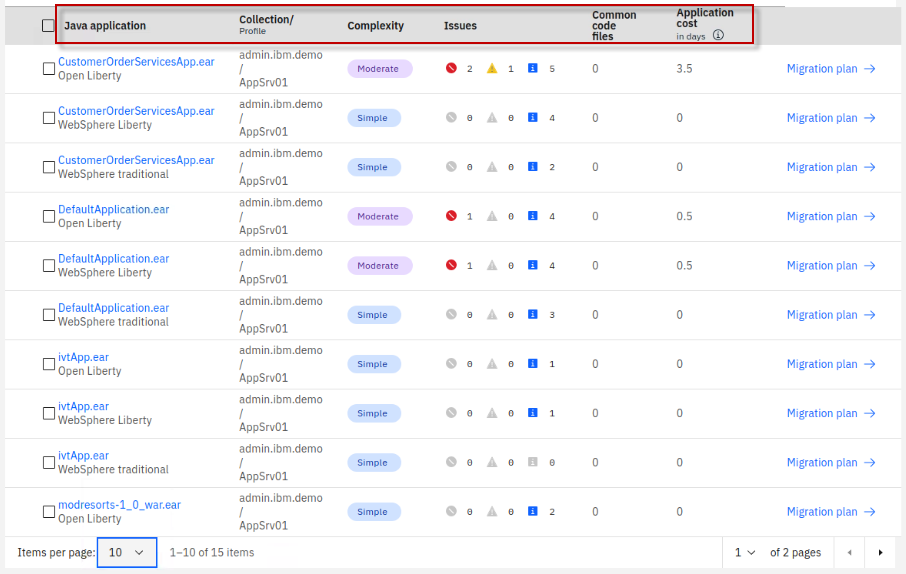 Java application Collection/ Profile Complexity Issues Common code files Application cost in days
CustomerOrderServicesApp.ear
Open Liberty
admin.ibm.demo
/
AppSrv01
Moderate
2 1 5
0
3.5
Migration plan →
CustomerOrderServicesApp.ear
WebSphere Liberty
admin.ibm.demo
/
AppSrv01
Simple
0 0 4
0
0
Migration plan →
CustomerOrderServicesApp.ear
WebSphere traditional
admin.ibm.demo
/
AppSrv01
Simple
0 0 2
0
0
Migration plan →
DefaultApplication.ear
Open Liberty
admin.ibm.demo
/
AppSrv01
Moderate
1 0 4
0
0.5
Migration plan →
DefaultApplication.ear
WebSphere Liberty
admin.ibm.demo
/
AppSrv01
Moderate
1 0 4
0
0.5
Migration plan →
DefaultApplication.ear
WebSphere traditional
admin.ibm.demo
/
AppSrv01
Simple
0 0 3
0
0
Migration plan →
ivtApp.ear
Open Liberty
admin.ibm.demo
/
AppSrv01
Simple
0 0 1
0
0
Migration plan →
ivtApp.ear
WebSphere Liberty
admin.ibm.demo
/
AppSrv01
Simple
0 0 1
0
0
Migration plan →
ivtApp.ear
WebSphere traditional
admin.ibm.demo
/
AppSrv01
Simple
0 0 0
0
0
Migration plan →
modresorts-1_0_war.ear
Open Liberty
admin.ibm.demo
/
AppSrv01
Simple
0 0 2
0
0
Migration plan →
Items per page: 10 1–10 of 15 items 1 of 2 pages